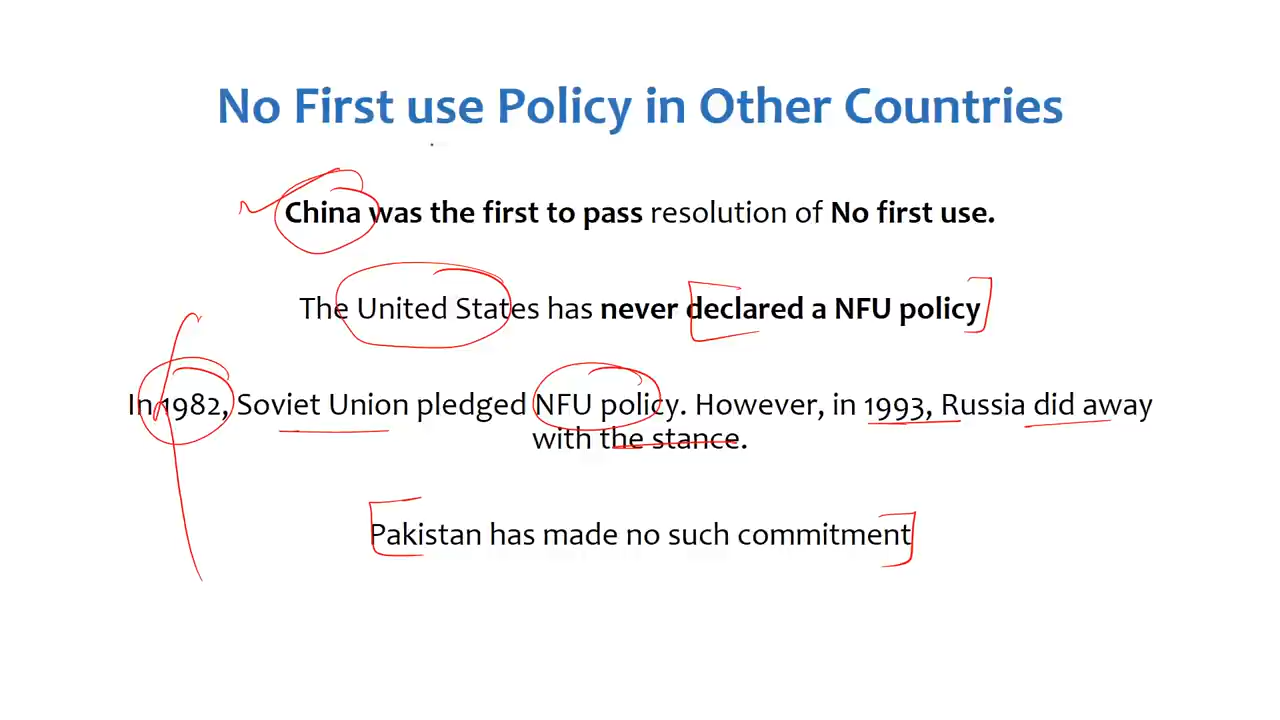 No First use Policy in Other Countries
China was the first to pass resolution of No first use.
The United States has never declared a NFU policy
In 1982, Soviet Union pledged NFU policy. However, in 1993, Russia did away
with the stance.
Pakistan has made no such commitment